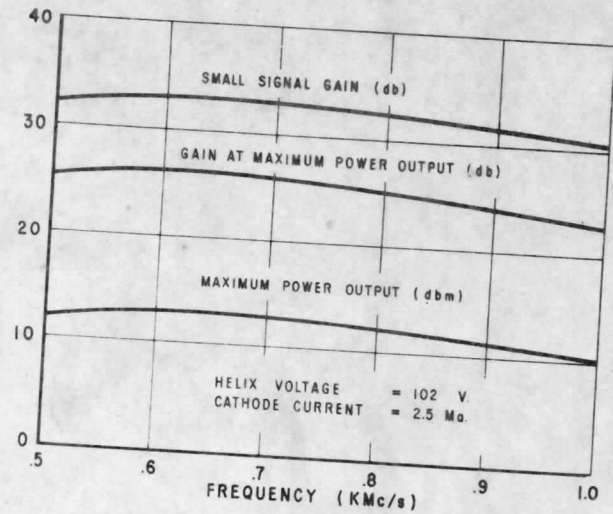 40
SMALL SIGNAL GAIN (db)
30
GAIN AT MAXIMUM POWER OUTPUT (db)
20
MAXIMUM POWER OUTPUT (dbm)
10
HELIX VOLTAGE = 102 V.
CATHODE CURRENT = 2.5 Ma.
0
.5 .6 .7 .8 .9 1.0
FREQUENCY (KMc/s)